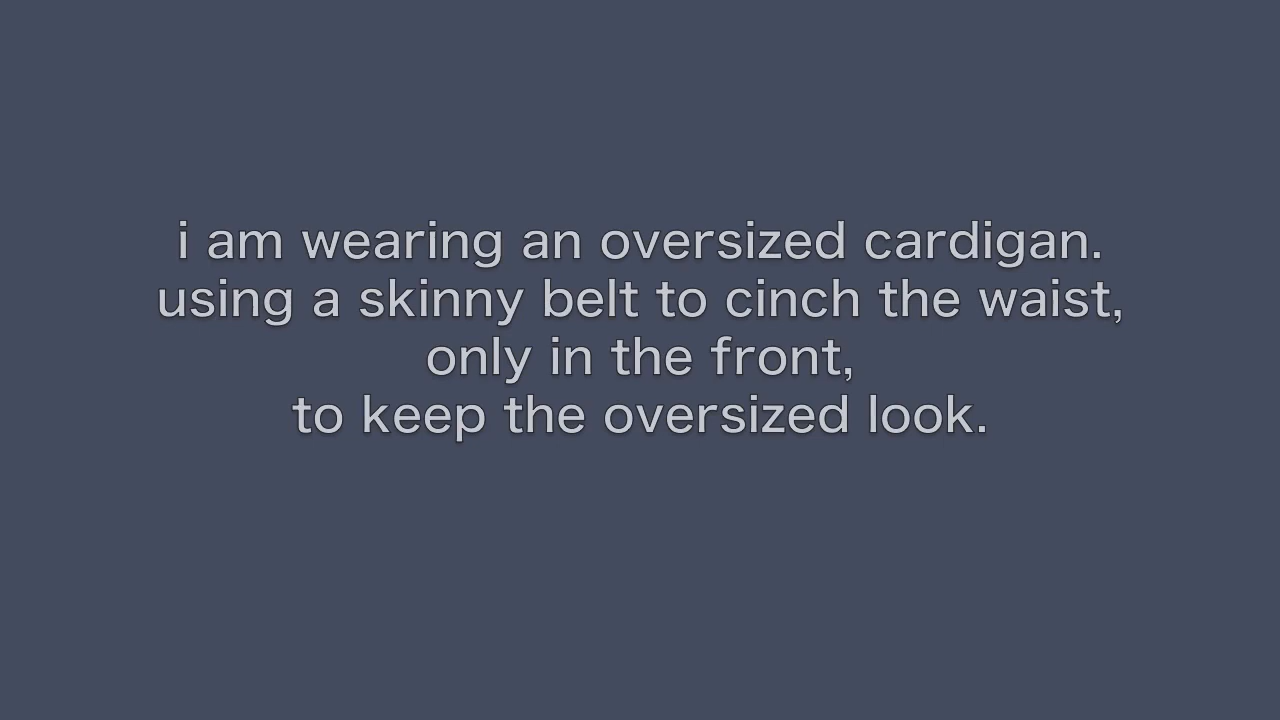 i am wearing an oversized cardigan.
using a skinny belt to cinch the waist,
only in the front,
to keep the oversized look.